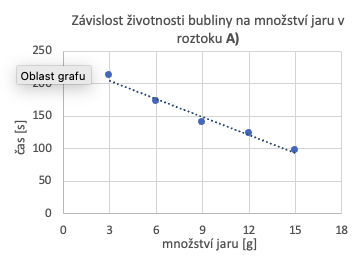 Závislost životnosti bubliny na množství jaru v
roztoku A)
250
200
150
100
50
0
Oblast grafu
čas [s]
0 3 6 9 12 15 18
množství jaru [g]